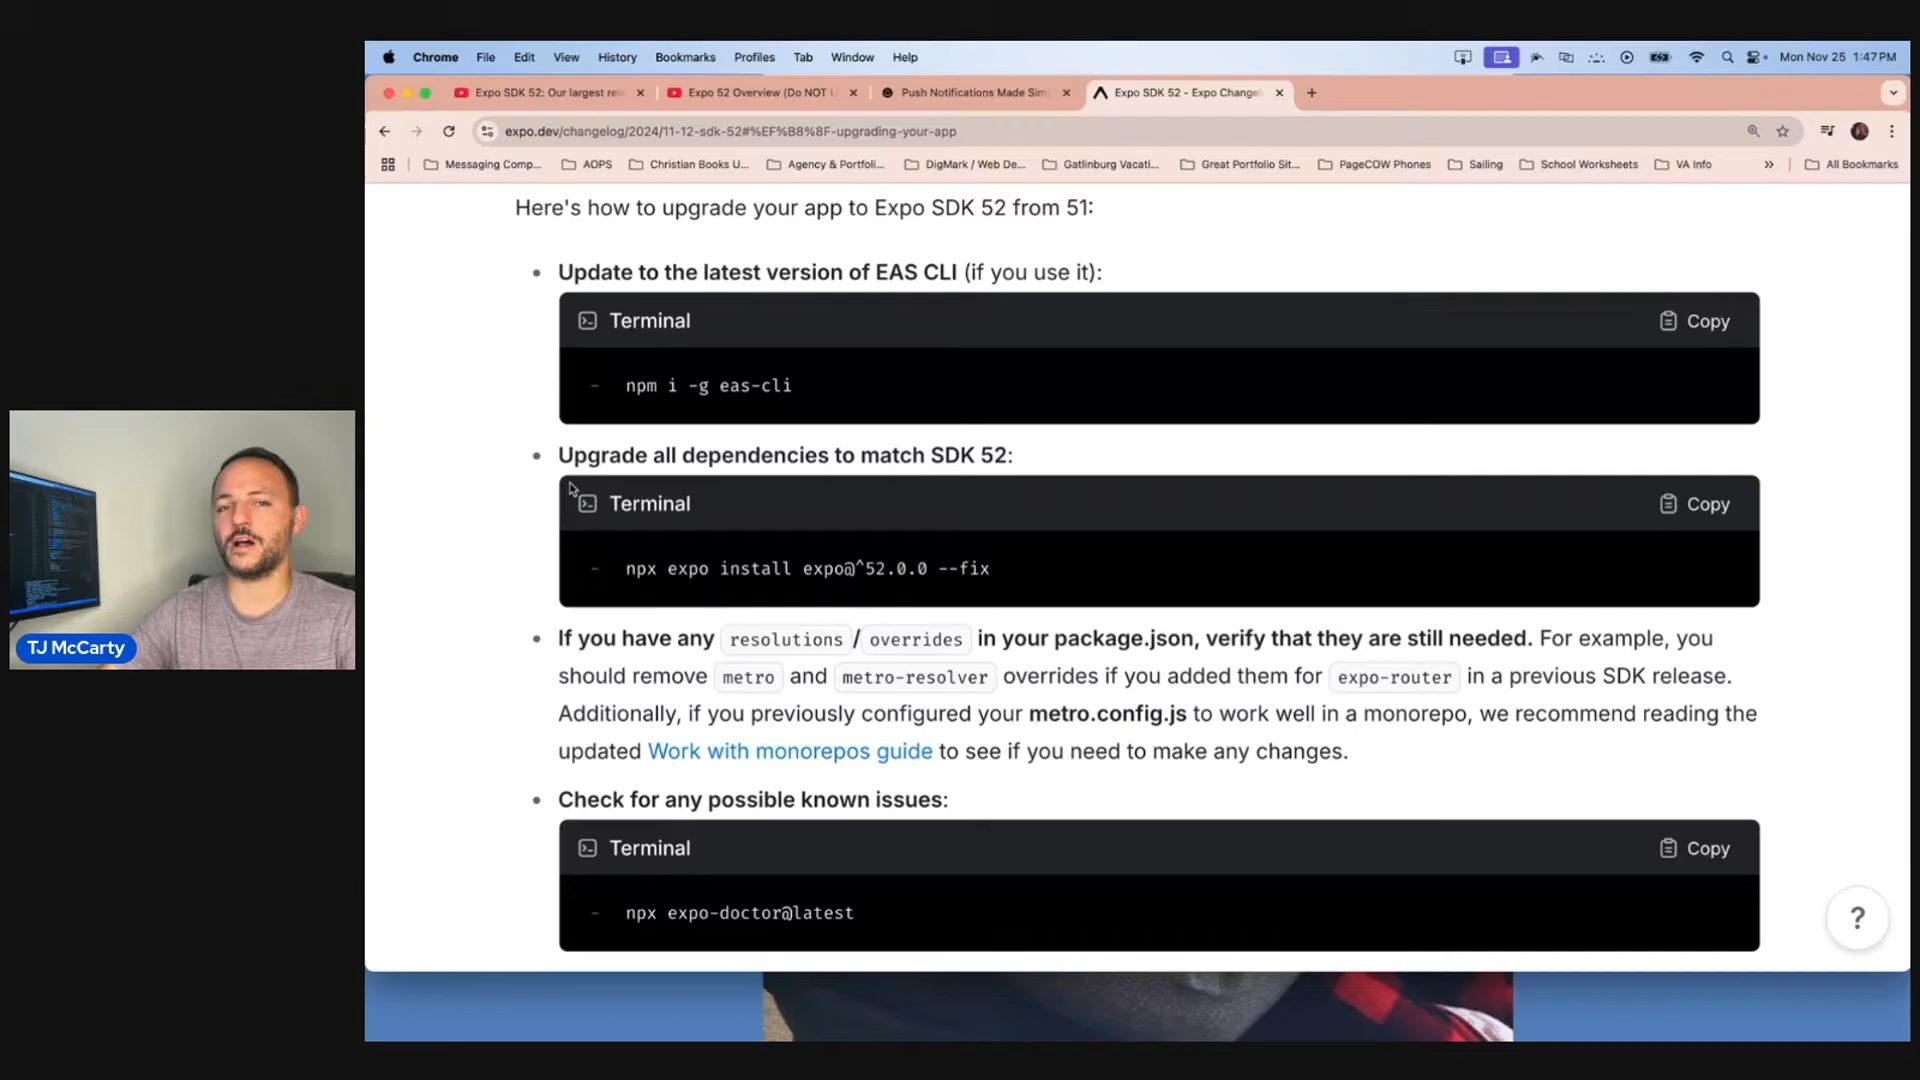 Chrome File Edit View History Bookmarks Profiles Tab Window Help Mon Nov 25 1:47 PM
Expo SDK 52: Our largest rele Expo 52 Overview (Do NOT U Push Notifications Made Sim Expo SDK 52 - Expo Changel
expo.dev/changelog/2024/11-12-sdk-52#%EF%B8%8F-upgrading-your-app
Messaging Comp... AOPS Christian Books U... Agency & Portfoli... DigMark / Web De... Gatlinburg Vacati... Great Portfolio Sit... PageCOW Phones Sailing School Worksheets VA Info » All Bookmarks
Here's how to upgrade your app to Expo SDK 52 from 51:
• Update to the latest version of EAS CLI (if you use it):
Terminal Copy
- npm i -g eas-cli
• Upgrade all dependencies to match SDK 52:
Terminal Copy
- npx expo install expo@^52.0.0 --fix
• If you have any resolutions/overrides in your package.json, verify that they are still needed. For example, you
should remove metro and metro-resolver overrides if you added them for expo-router in a previous SDK release.
Additionally, if you previously configured your metro.config.js to work well in a monorepo, we recommend reading the
updated Work with monorepos guide to see if you need to make any changes.
• Check for any possible known issues:
Terminal Copy
- npx expo-doctor@latest
?
TJ McCarty